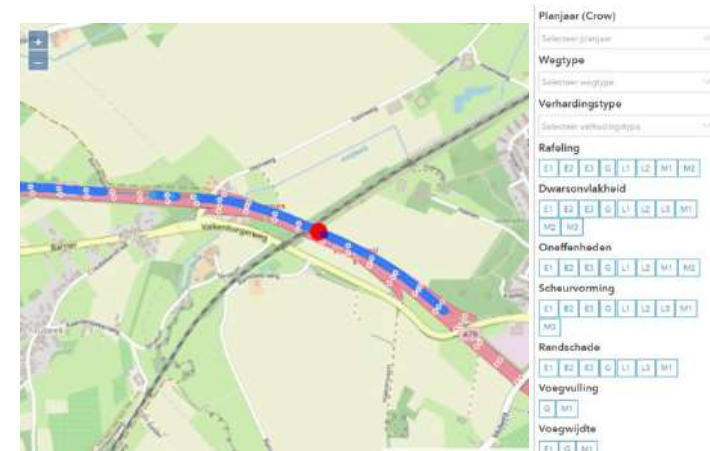 Planjaar (Crow)
Selecteer planjaar
Wegtype
Selecteer wegtype
Verhardingstype
Selecteer verhardingstype
Rafeling
E1 E2 E3 G L1 L2 M1 M2
Dwarsonvlakheid
E1 E2 E3 G L1 L2 L3 M1
M2 M3
Oneffenheden
E1 E2 E3 G L1 L2 M1 M2
Scheurvorming
E1 E2 E3 G L1 L2 L3 M1
Randschade
E1 E2 E3 G L1 L3 M1
Voegvulling
G M1
Voegwijdte
E1 G M1
+
−
Valkenburgerweg
A79